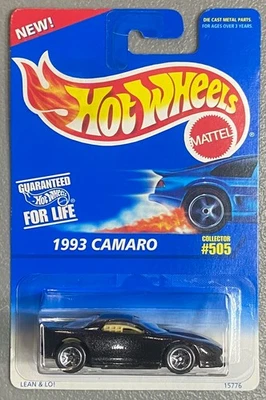 NEW!
DIE CAST METAL PARTS
FOR AGES OVER 3 YEARS
Hot Wheels
MATTEL
GUARANTEED
Hot Wheels
FOR LIFE
1993 CAMARO
COLLECTOR
#505
LEAN & LO!
15776